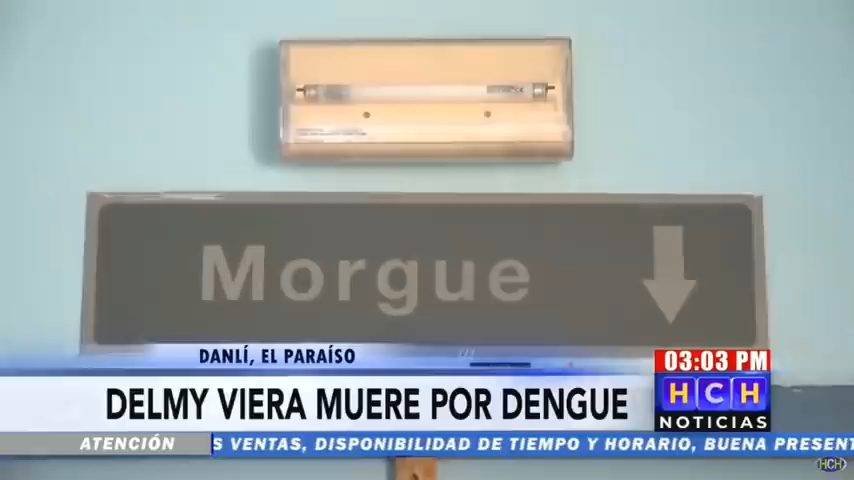 Morgue
DANLÍ, EL PARAÍSO
03:03 PM
DELMY VIERA MUERE POR DENGUE
HCH
NOTICIAS
ATENCIÓN
S VENTAS, DISPONIBILIDAD DE TIEMPO Y HORARIO, BUENA PRESENT
HCH